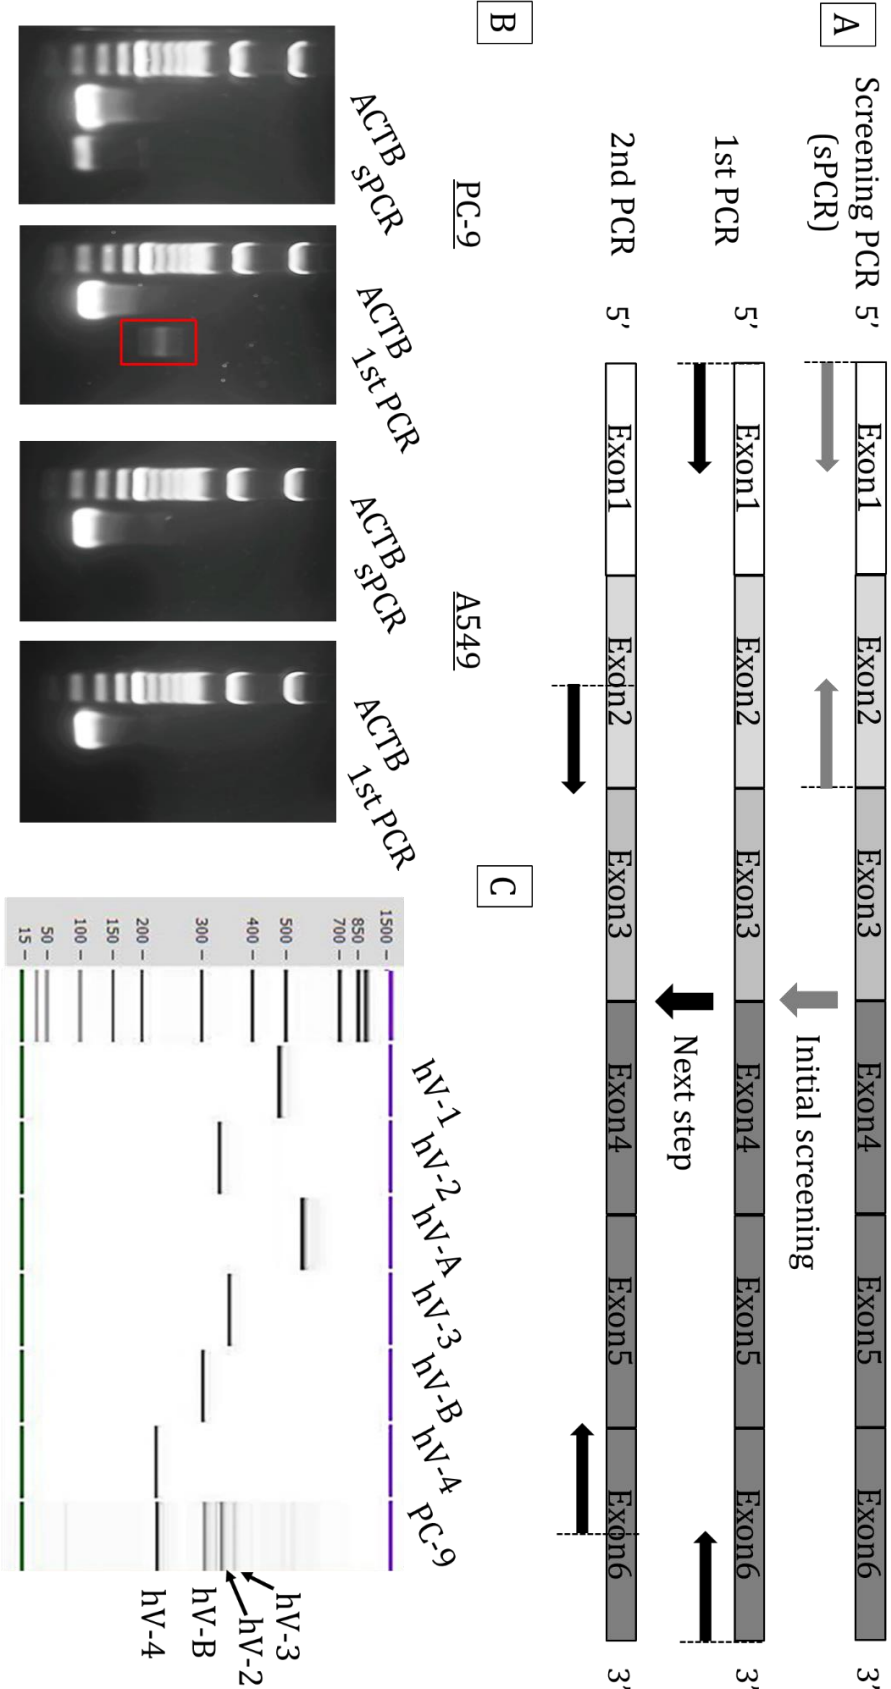 A
Screening PCR
(sPCR)
5'
Exon1 Exon2 Exon3 Exon4 Exon5 Exon6
3'
Initial screening
1st PCR
5'
Exon1 Exon2 Exon3 Exon4 Exon5 Exon6
3'
Next step
2nd PCR
5'
Exon1 Exon2 Exon3 Exon4 Exon5 Exon6
3'
B
PC-9
A549
ACTB
sPCR
ACTB
1st PCR
ACTB
sPCR
ACTB
1st PCR
C
hV-1
hV-2
hV-A
hV-3
hV-B
hV-4
PC-9
1500
850
700
500
400
300
200
150
100
50
15
hV-3
hV-2
hV-B
hV-4